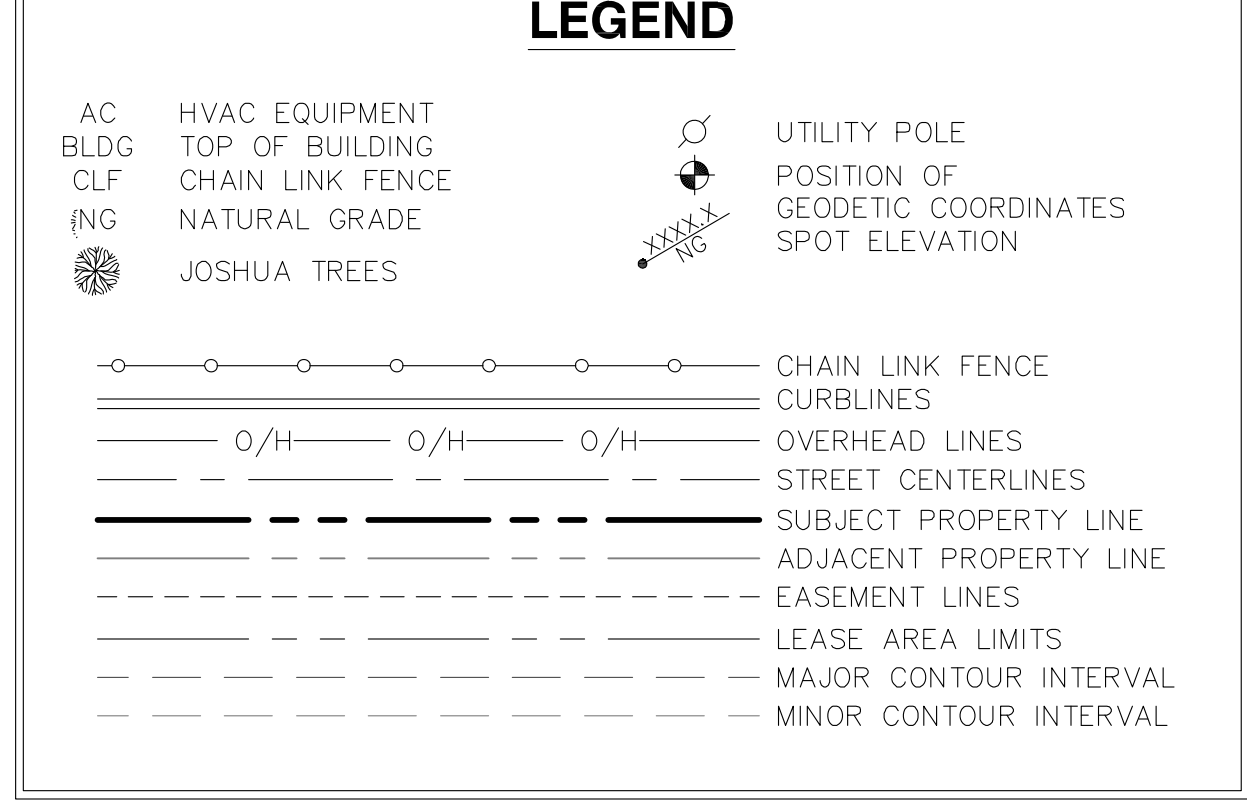 LEGEND
AC HVAC EQUIPMENT
BLDG TOP OF BUILDING
CLF CHAIN LINK FENCE
NG NATURAL GRADE
JOSHUA TREES
UTILITY POLE
POSITION OF
GEODETIC COORDINATES
XXXX.X
NG
SPOT ELEVATION
CHAIN LINK FENCE
CURBLINES
O/H O/H O/H OVERHEAD LINES
STREET CENTERLINES
SUBJECT PROPERTY LINE
ADJACENT PROPERTY LINE
EASEMENT LINES
LEASE AREA LIMITS
MAJOR CONTOUR INTERVAL
MINOR CONTOUR INTERVAL